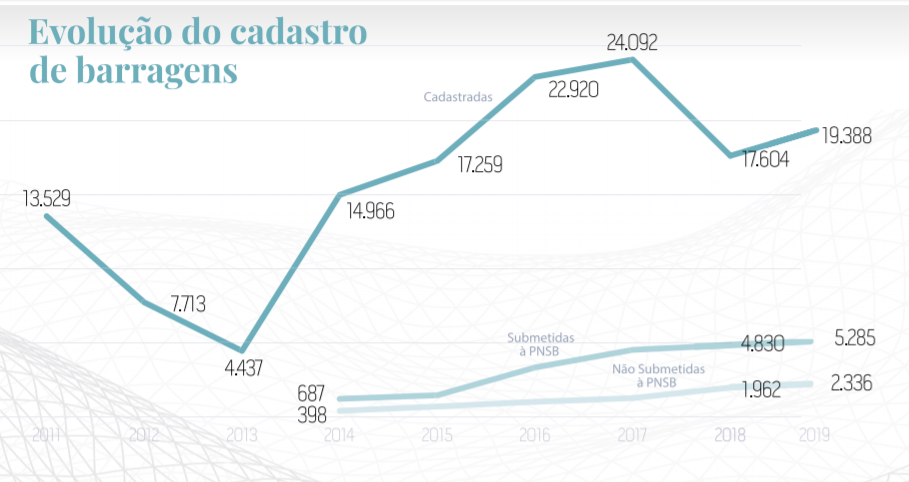 Evolução do cadastro
de barragens
24.092
Cadastradas
22.920
19.388
17.604
17.259
13.529
14.966
7.713
4.437
Submetidas
à PNSB
4.830
5.285
Não Submetidas
à PNSB
687
398
1.962
2.336
2011 2012 2013 2014 2015 2016 2017 2018 2019